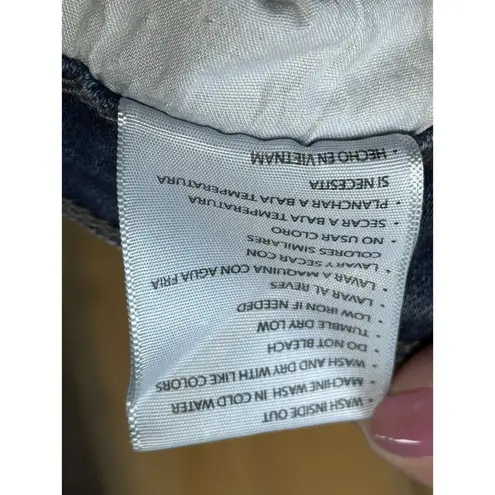 • WASH INSIDE OUT
• MACHINE WASH IN COLD WATER
• WASH AND DRY WITH LIKE COLORS
• DO NOT BLEACH
• TUMBLE DRY LOW
• LOW IRON IF NEEDED
• LAVAR AL REVES
• LAVAR A MAQUINA CON AGUA FRIA
• LAVAR Y SECAR CON
COLORES SIMILARES
• NO USAR CLORO
• SECAR A BAJA TEMPERATURA
• PLANCHAR A BAJA TEMPERATURA
SI NECESITA
• HECHO EN VIETNAM